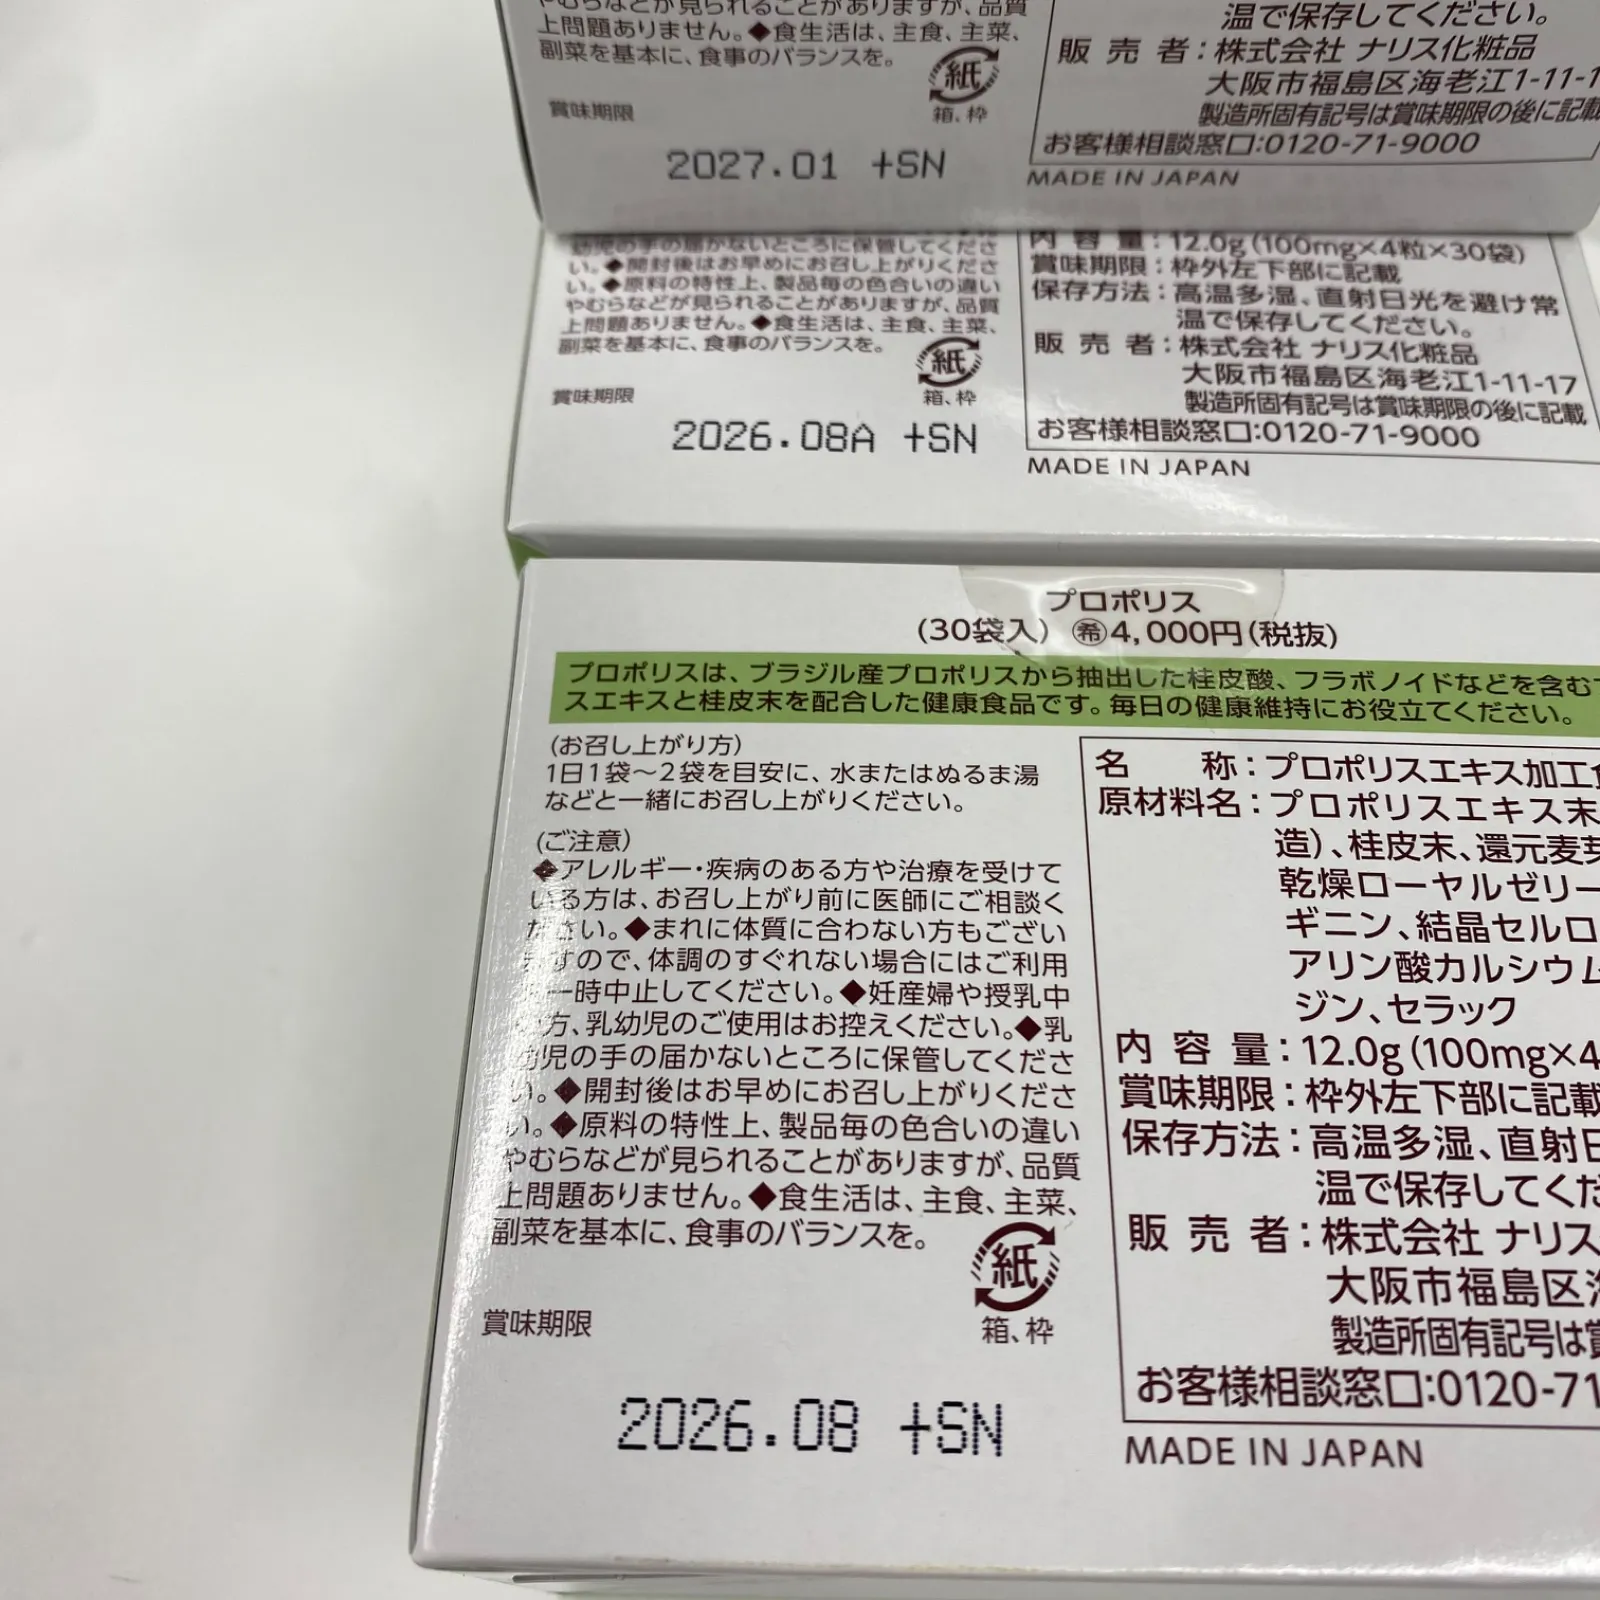 やむらなどが見られることがありますが、品質
上問題ありません。◆食生活は、主食、主菜、
副菜を基本に、食事のバランスを。
紙
箱、枠
賞味期限
2027.01 +SN
温で保存してください。
販売者:株式会社 ナリス化粧品
大阪市福島区海老江1-11-1
製造所固有記号は賞味期限の後に記載
お客様相談窓口:0120-71-9000
MADE IN JAPAN
幼児の手の届かないところに保管してくださ
い。◆開封後はお早めにお召し上がりくださ
い。◆原料の特性上、製品毎の色合いの違い
やむらなどが見られることがありますが、品質
上問題ありません。◆食生活は、主食、主菜、
副菜を基本に、食事のバランスを。
紙
箱、枠
賞味期限
2026.08A +SN
内容量:12.0g(100mg×4粒×30袋)
賞味期限:枠外左下部に記載
保存方法:高温多湿、直射日光を避け常
温で保存してください。
販売者:株式会社 ナリス化粧品
大阪市福島区海老江1-11-17
製造所固有記号は賞味期限の後に記載
お客様相談窓口:0120-71-9000
MADE IN JAPAN
プロポリス
(30袋入) ㊙4,000円(税抜)
プロポリスは、ブラジル産プロポリスから抽出した桂皮酸、フラボノイドなどを含む
スエキスと桂皮末を配合した健康食品です。毎日の健康維持にお役立てください。
(お召し上がり方)
1日1袋～2袋を目安に、水またはぬるま湯
などと一緒にお召し上がりください。
(ご注意)
◆アレルギー・疾病のある方や治療を受けて
いる方は、お召し上がり前に医師にご相談く
ださい。◆まれに体質に合わない方もござい
ますので、体調のすぐれない場合にはご利用
一時中止してください。◆妊産婦や授乳中
方、乳幼児のご使用はお控えください。◆乳
幼児の手の届かないところに保管してくださ
い。◆開封後はお早めにお召し上がりくださ
い。◆原料の特性上、製品毎の色合いの違い
やむらなどが見られることがありますが、品質
上問題ありません。◆食生活は、主食、主菜、
副菜を基本に、食事のバランスを。
紙
箱、枠
賞味期限
2026.08 +SN
名称:プロポリスエキス加工
原材料名:プロポリスエキス末
造)、桂皮末、還元麦芽
乾燥ローヤルゼリー
ギニン、結晶セルロ
アリン酸カルシウム
ジン、セラック
内容量:12.0g(100mg×4
賞味期限:枠外左下部に記載
保存方法:高温多湿、直射日
温で保存してくだ
販売者:株式会社 ナリス
大阪市福島区
製造所固有記号は賞
お客様相談窓口:0120-71
MADE IN JAPAN